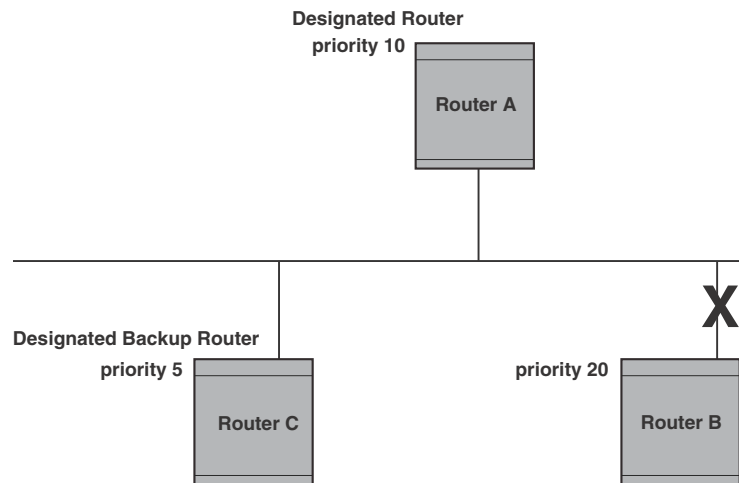 Designated Router
priority 10
Router A
X
Designated Backup Router
priority 5
priority 20
Router C
Router B